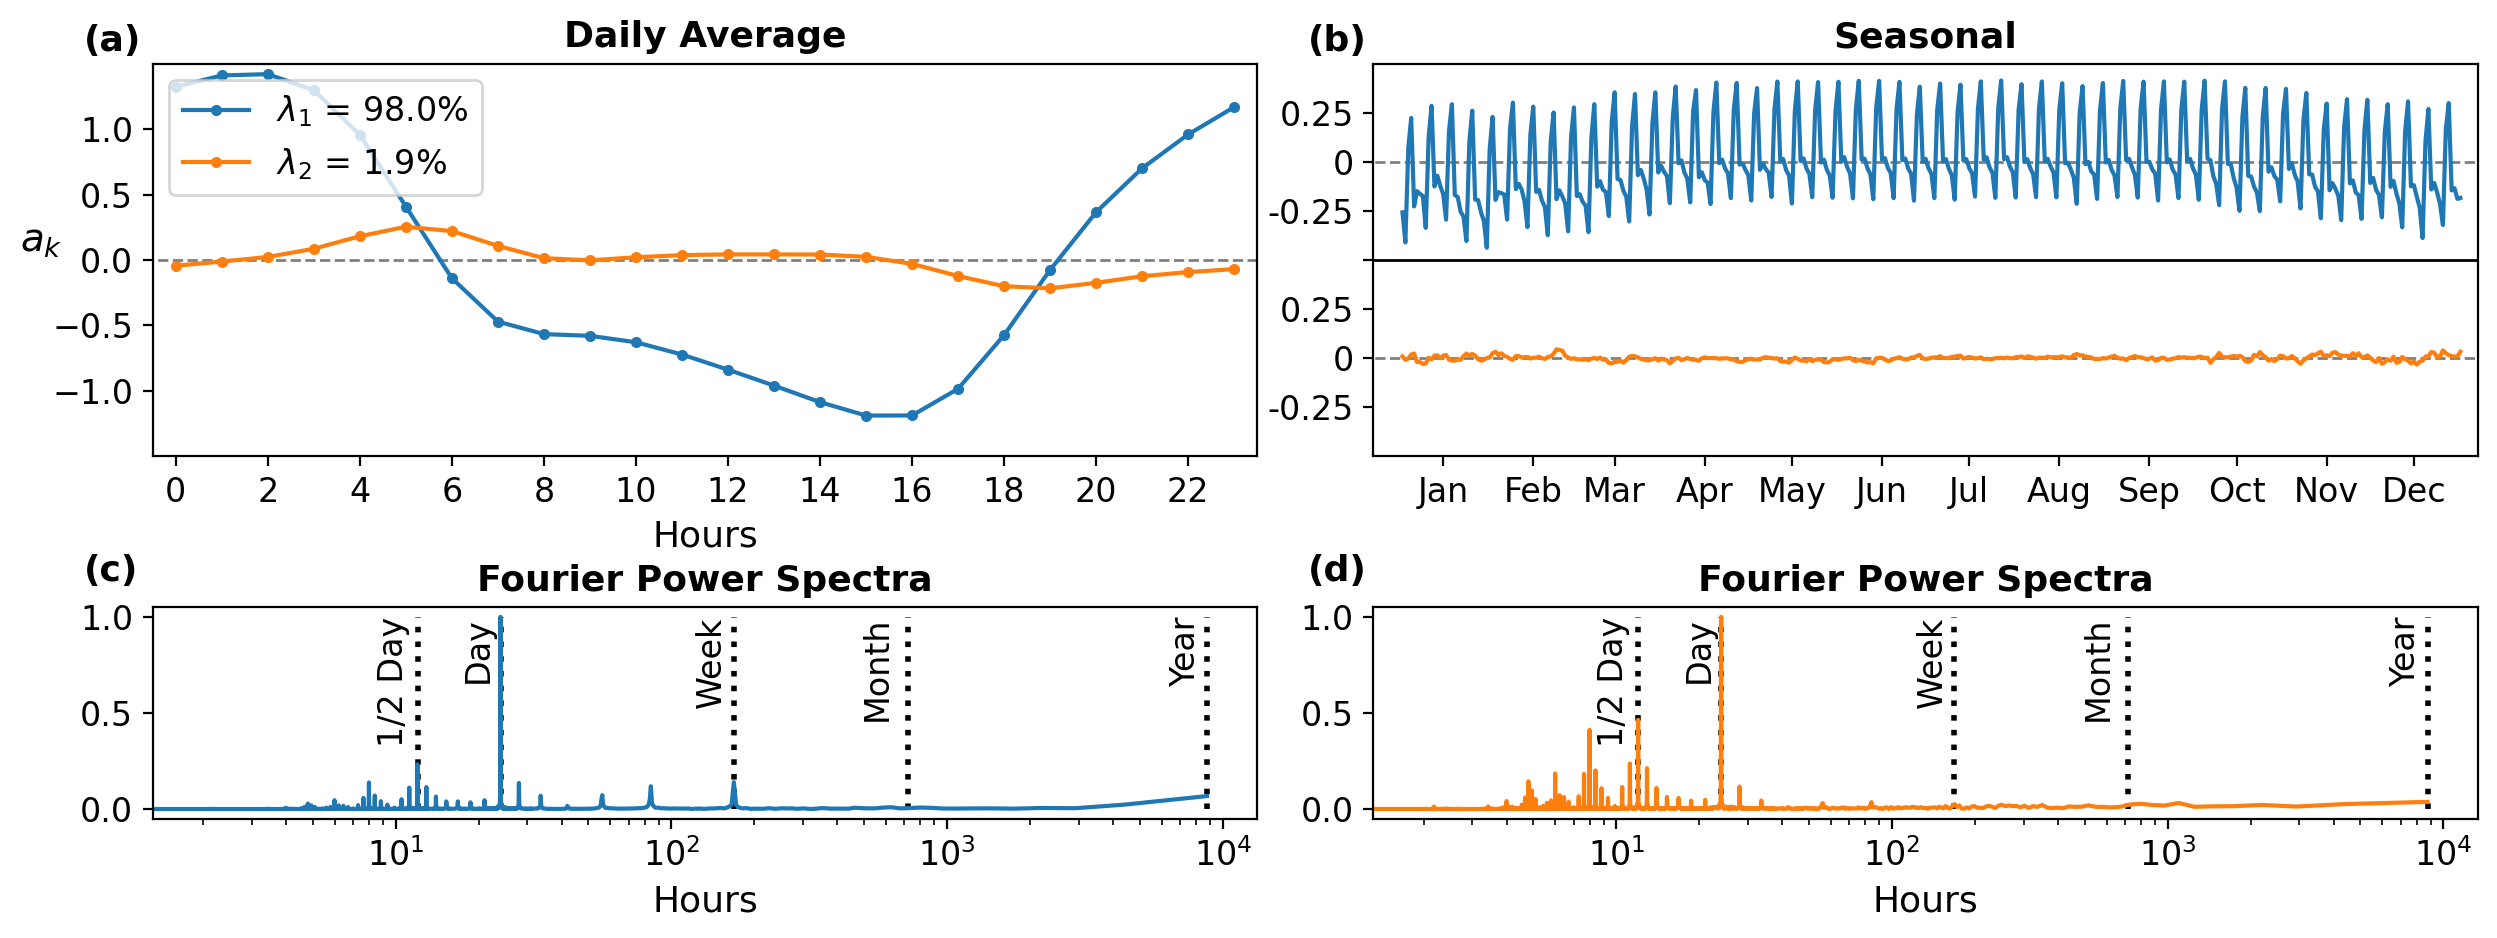 (a)
Daily Average
λ1 = 98.0%
λ2 = 1.9%
1.0
0.5
0.0
−0.5
−1.0
ak
0 2 4 6 8 10 12 14 16 18 20 22
Hours
(b)
Seasonal
0.25
0
-0.25
0.25
0
-0.25
Jan Feb Mar Apr May Jun Jul Aug Sep Oct Nov Dec
(c)
Fourier Power Spectra
1.0
0.5
0.0
1/2 Day
Day
Week
Month
Year
10^1 10^2 10^3 10^4
Hours
(d)
Fourier Power Spectra
1.0
0.5
0.0
1/2 Day
Day
Week
Month
Year
10^1 10^2 10^3 10^4
Hours